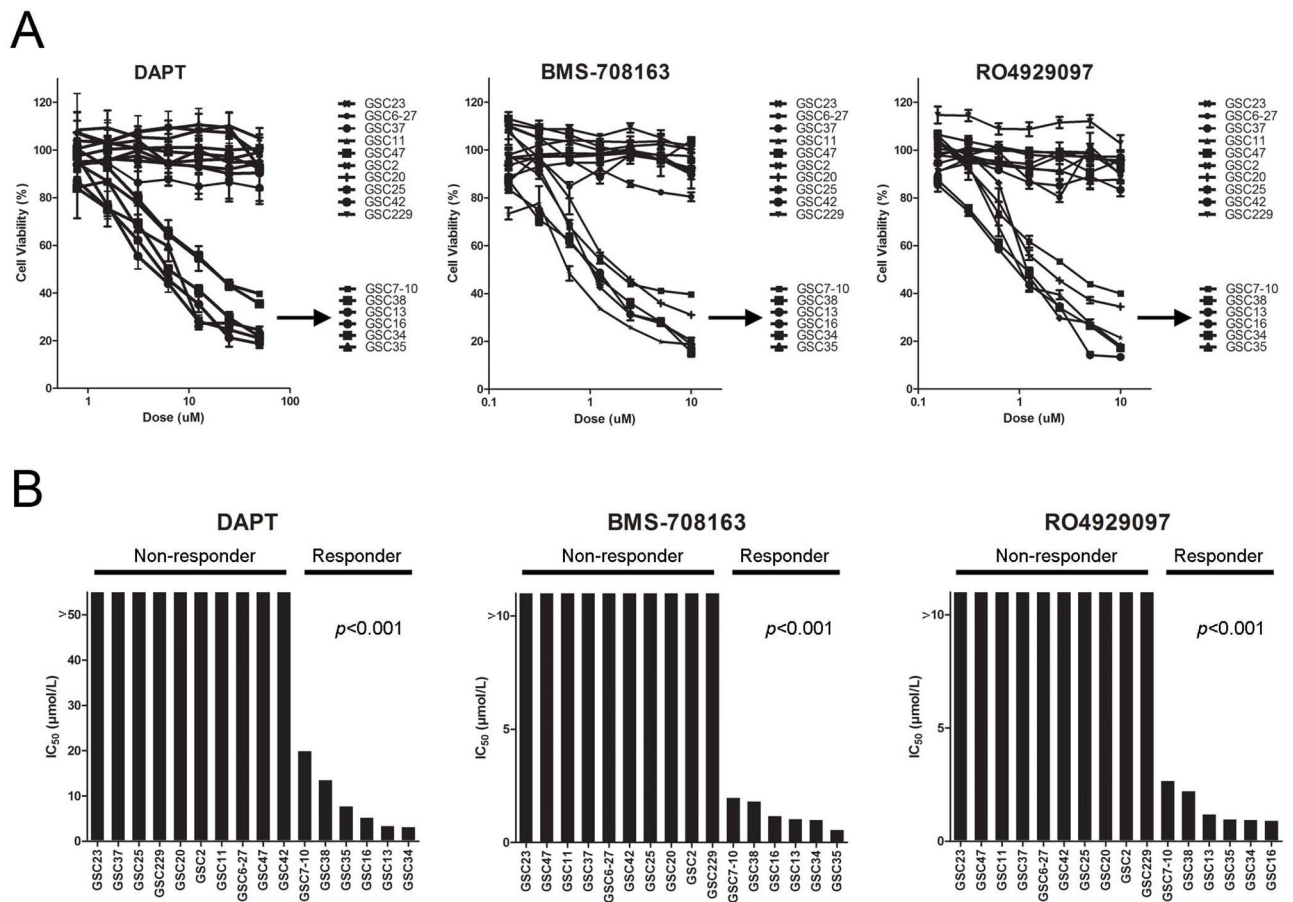 A
DAPT
120
100
80
60
40
20
0
Cell Viability (%)
1
10
100
Dose (uM)
GSC23
GSC6-27
GSC37
GSC11
GSC47
GSC2
GSC20
GSC25
GSC42
GSC229
GSC7-10
GSC38
GSC13
GSC16
GSC34
GSC35
BMS-708163
120
100
80
60
40
20
0
Cell Viability (%)
0.1
1
10
Dose (uM)
GSC23
GSC6-27
GSC37
GSC11
GSC47
GSC2
GSC20
GSC25
GSC42
GSC229
GSC7-10
GSC38
GSC13
GSC16
GSC34
GSC35
RO4929097
120
100
80
60
40
20
0
Cell Viability (%)
0.1
1
10
Dose (uM)
GSC23
GSC6-27
GSC37
GSC11
GSC47
GSC2
GSC20
GSC25
GSC42
GSC229
GSC7-10
GSC38
GSC13
GSC16
GSC34
GSC35
B
DAPT
Non-responder
Responder
p<0.001
>50
40
30
20
10
0
IC50 (µmol/L)
GSC23
GSC37
GSC25
GSC229
GSC20
GSC2
GSC11
GSC6-27
GSC47
GSC42
GSC7-10
GSC38
GSC35
GSC16
GSC13
GSC34
BMS-708163
Non-responder
Responder
p<0.001
>10
5
0
IC50 (µmol/L)
GSC23
GSC47
GSC11
GSC37
GSC6-27
GSC42
GSC25
GSC20
GSC2
GSC229
GSC7-10
GSC38
GSC16
GSC13
GSC34
GSC35
RO4929097
Non-responder
Responder
p<0.001
>10
5
0
IC50 (µmol/L)
GSC23
GSC47
GSC11
GSC37
GSC6-27
GSC42
GSC25
GSC20
GSC2
GSC229
GSC7-10
GSC38
GSC13
GSC35
GSC34
GSC16